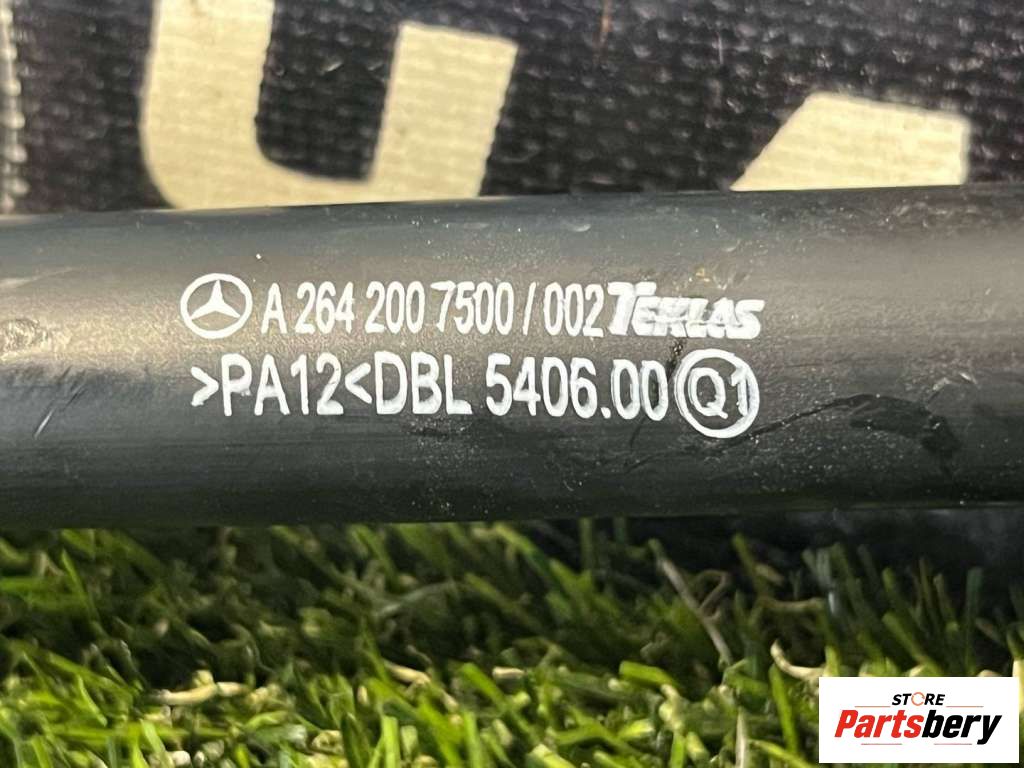 A 264 200 7500/002 TEKLAS
>PA12<DBL 5406.00 Q1
STORE
Partsbery